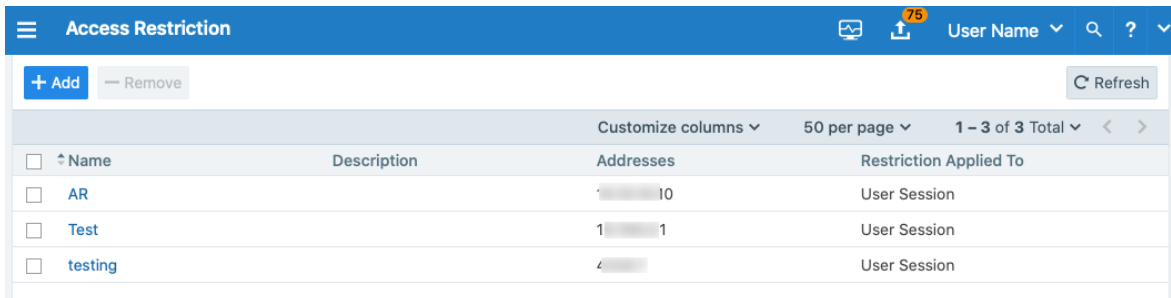 75
Access Restriction User Name ?
+ Add — Remove Refresh
Customize columns 50 per page 1 – 3 of 3 Total < >
Name Description Addresses Restriction Applied To
AR User Session
Test User Session
testing User Session